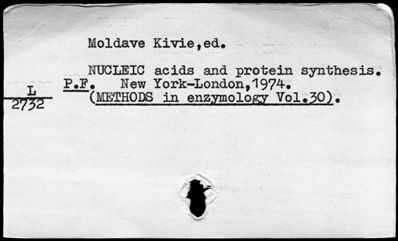 Moldave Kivie,ed.
NUCLEIC acids and protein synthesis.
P.F. New York-London,1974.
(METHODS in enzymology Vol.30).
L
2732